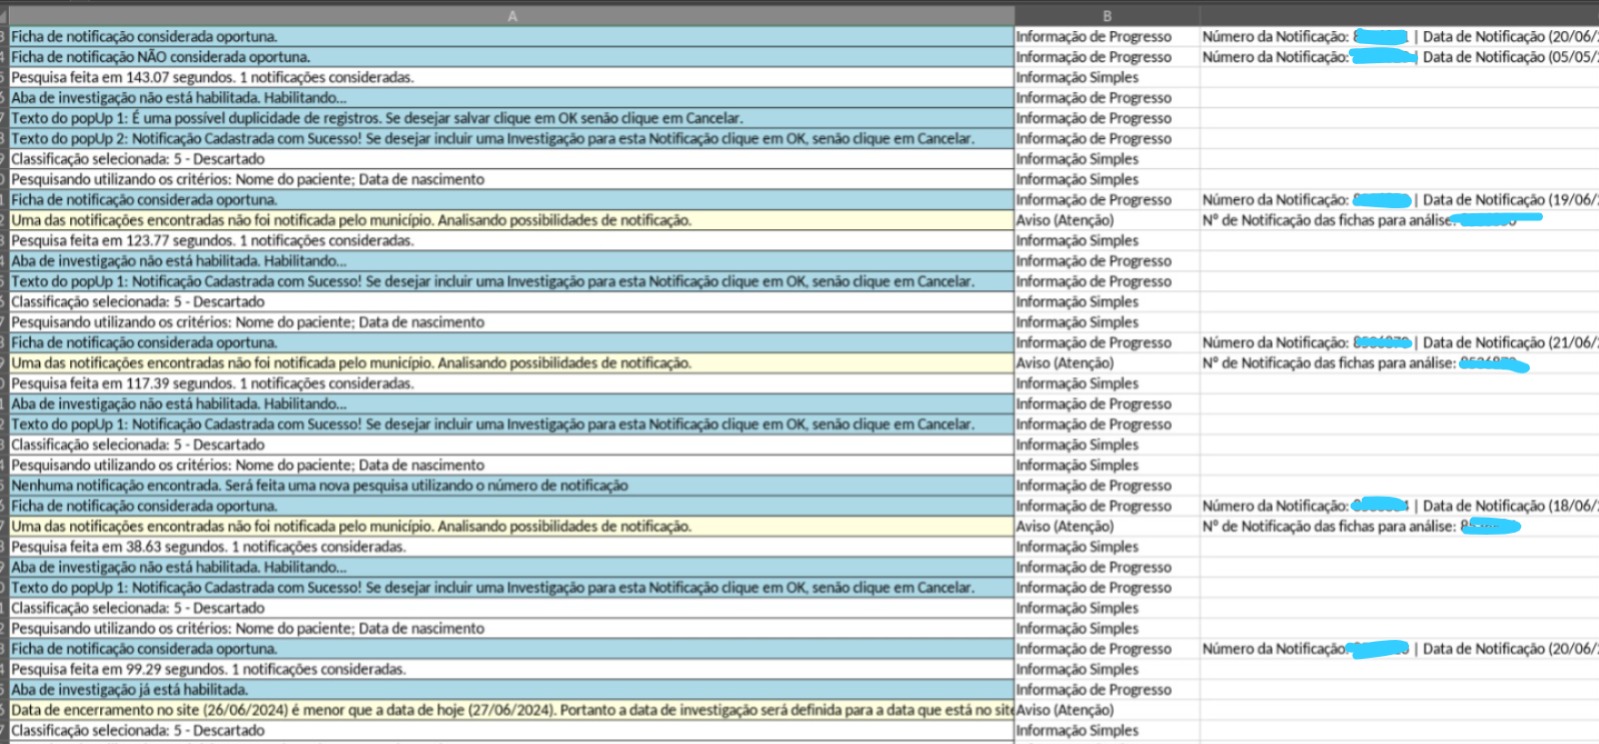 A B
Ficha de notificação considerada oportuna. Informação de Progresso Número da Notificação: | Data de Notificação (20/06/
Ficha de notificação NÃO considerada oportuna. Informação de Progresso Número da Notificação: | Data de Notificação (05/05/
Pesquisa feita em 143.07 segundos. 1 notificações consideradas. Informação Simples
Aba de investigação não está habilitada. Habilitando... Informação de Progresso
Texto do popUp 1: É uma possível duplicidade de registros. Se desejar salvar clique em OK senão clique em Cancelar. Informação de Progresso
Texto do popUp 2: Notificação Cadastrada com Sucesso! Se desejar incluir uma Investigação para esta Notificação clique em OK, senão clique em Cancelar. Informação de Progresso
Classificação selecionada: 5 - Descartado Informação Simples
Pesquisando utilizando os critérios: Nome do paciente; Data de nascimento Informação Simples
Ficha de notificação considerada oportuna. Informação de Progresso Número da Notificação: | Data de Notificação (19/06/
Uma das notificações encontradas não foi notificada pelo município. Analisando possibilidades de notificação. Aviso (Atenção) Nº de Notificação das fichas para análise:
Pesquisa feita em 123.77 segundos. 1 notificações consideradas. Informação Simples
Aba de investigação não está habilitada. Habilitando... Informação de Progresso
Texto do popUp 1: Notificação Cadastrada com Sucesso! Se desejar incluir uma Investigação para esta Notificação clique em OK, senão clique em Cancelar. Informação de Progresso
Classificação selecionada: 5 - Descartado Informação Simples
Pesquisando utilizando os critérios: Nome do paciente; Data de nascimento Informação Simples
Ficha de notificação considerada oportuna. Informação de Progresso Número da Notificação: | Data de Notificação (21/06/
Uma das notificações encontradas não foi notificada pelo município. Analisando possibilidades de notificação. Aviso (Atenção) Nº de Notificação das fichas para análise:
Pesquisa feita em 117.39 segundos. 1 notificações consideradas. Informação Simples
Aba de investigação não está habilitada. Habilitando... Informação de Progresso
Texto do popUp 1: Notificação Cadastrada com Sucesso! Se desejar incluir uma Investigação para esta Notificação clique em OK, senão clique em Cancelar. Informação de Progresso
Classificação selecionada: 5 - Descartado Informação Simples
Pesquisando utilizando os critérios: Nome do paciente; Data de nascimento Informação Simples
Nenhuma notificação encontrada. Será feita uma nova pesquisa utilizando o número de notificação Informação de Progresso
Ficha de notificação considerada oportuna. Informação de Progresso Número da Notificação: | Data de Notificação (18/06/
Uma das notificações encontradas não foi notificada pelo município. Analisando possibilidades de notificação. Aviso (Atenção) Nº de Notificação das fichas para análise:
Pesquisa feita em 38.63 segundos. 1 notificações consideradas. Informação Simples
Aba de investigação não está habilitada. Habilitando... Informação de Progresso
Texto do popUp 1: Notificação Cadastrada com Sucesso! Se desejar incluir uma Investigação para esta Notificação clique em OK, senão clique em Cancelar. Informação de Progresso
Classificação selecionada: 5 - Descartado Informação Simples
Pesquisando utilizando os critérios: Nome do paciente; Data de nascimento Informação Simples
Ficha de notificação considerada oportuna. Informação de Progresso Número da Notificação: | Data de Notificação (20/06/
Pesquisa feita em 99.29 segundos. 1 notificações consideradas. Informação Simples
Aba de investigação já está habilitada. Informação de Progresso
Data de encerramento no site (26/06/2024) é menor que a data de hoje (27/06/2024). Portanto a data de investigação será definida para a data que está no site Aviso (Atenção)
Classificação selecionada: 5 - Descartado Informação Simples